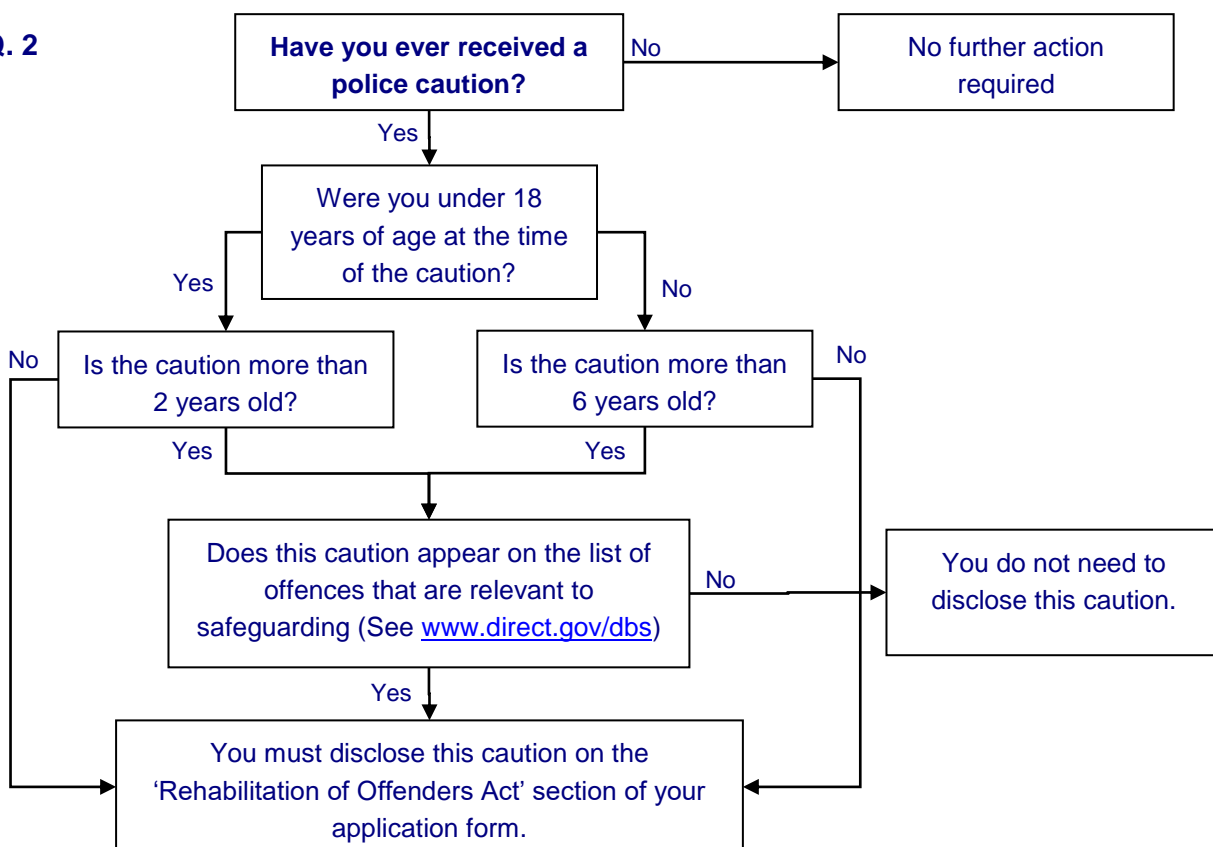 Q. 2
Have you ever received a
police caution?
No
No further action
required
Yes
Were you under 18
years of age at the time
of the caution?
Yes
No
No
Is the caution more than
2 years old?
Is the caution more than
6 years old?
No
Yes
Yes
Does this caution appear on the list of
offences that are relevant to
safeguarding (See www.direct.gov/dbs)
No
You do not need to
disclose this caution.
Yes
You must disclose this caution on the
‘Rehabilitation of Offenders Act’ section of your
application form.